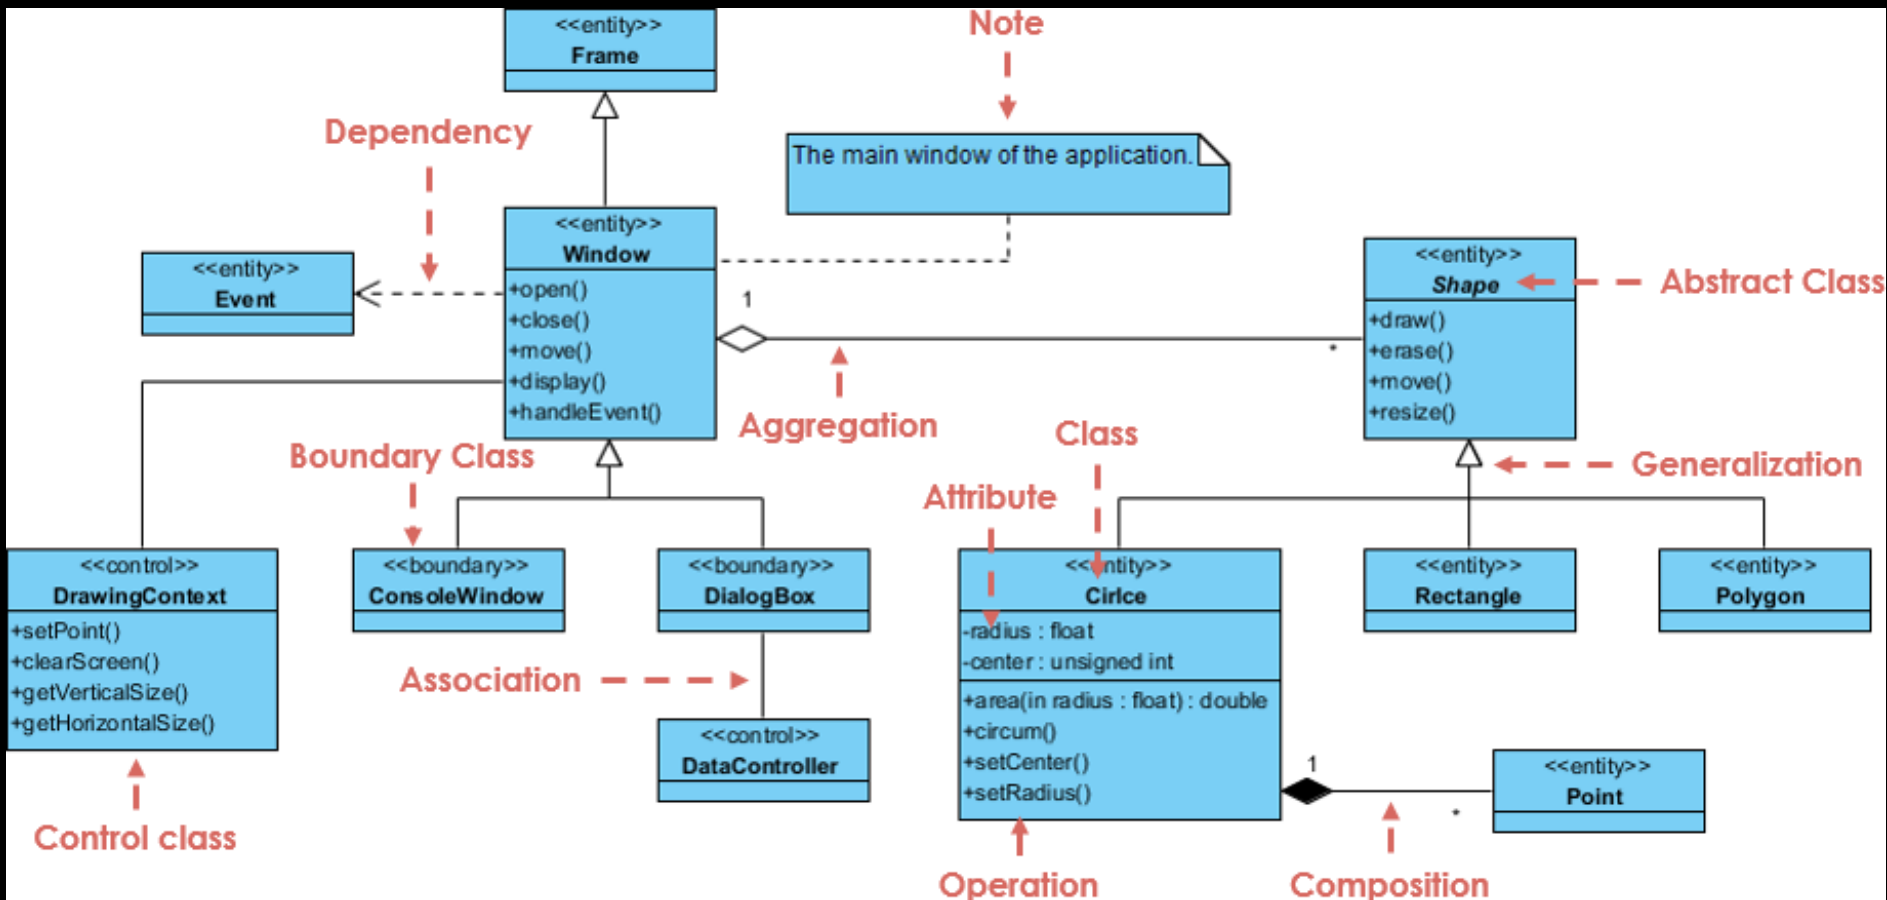 <<entity>>
Frame
Note
Dependency
The main window of the application.
<<entity>>
Window
+open()
+close()
+move()
+display()
+handleEvent()
<<entity>>
Event
1
*
<<entity>>
Shape
+draw()
+erase()
+move()
+resize()
Abstract Class
Aggregation
Class
Boundary Class
Generalization
Attribute
<<control>>
DrawingContext
+setPoint()
+clearScreen()
+getVerticalSize()
+getHorizontalSize()
<<boundary>>
ConsoleWindow
<<boundary>>
DialogBox
<<entity>>
Cirlce
-radius : float
-center : unsigned int
+area(in radius : float) : double
+circum()
+setCenter()
+setRadius()
<<entity>>
Rectangle
<<entity>>
Polygon
Association
<<control>>
DataController
1
*
<<entity>>
Point
Control class
Operation
Composition